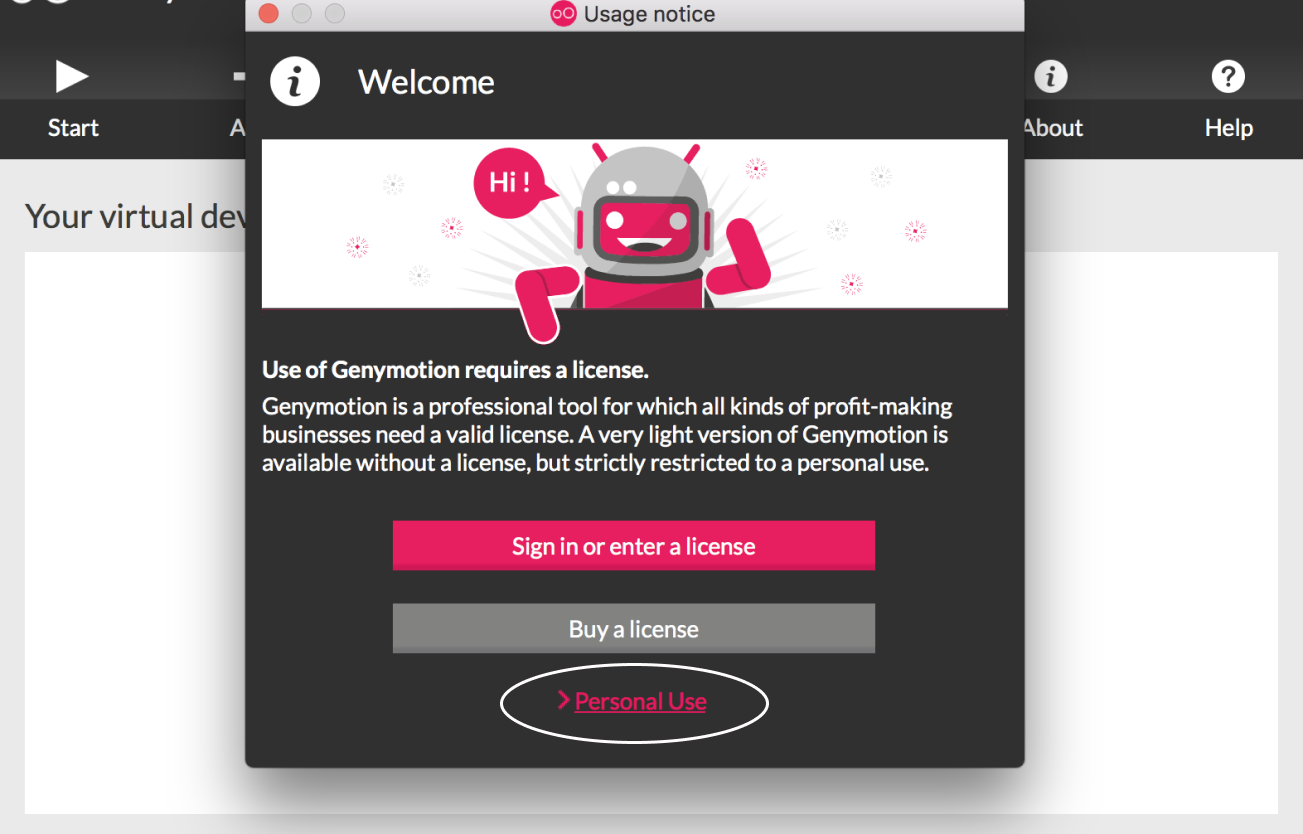 Usage notice
Welcome
Start
About
Help
Hi !
Your virtual
Use of Genymotion requires a license.
Genymotion is a professional tool for which all kinds of profit-making
businesses need a valid license. A very light version of Genymotion is
available without a license, but strictly restricted to a personal use.
Sign in or enter a license
Buy a license
Personal Use